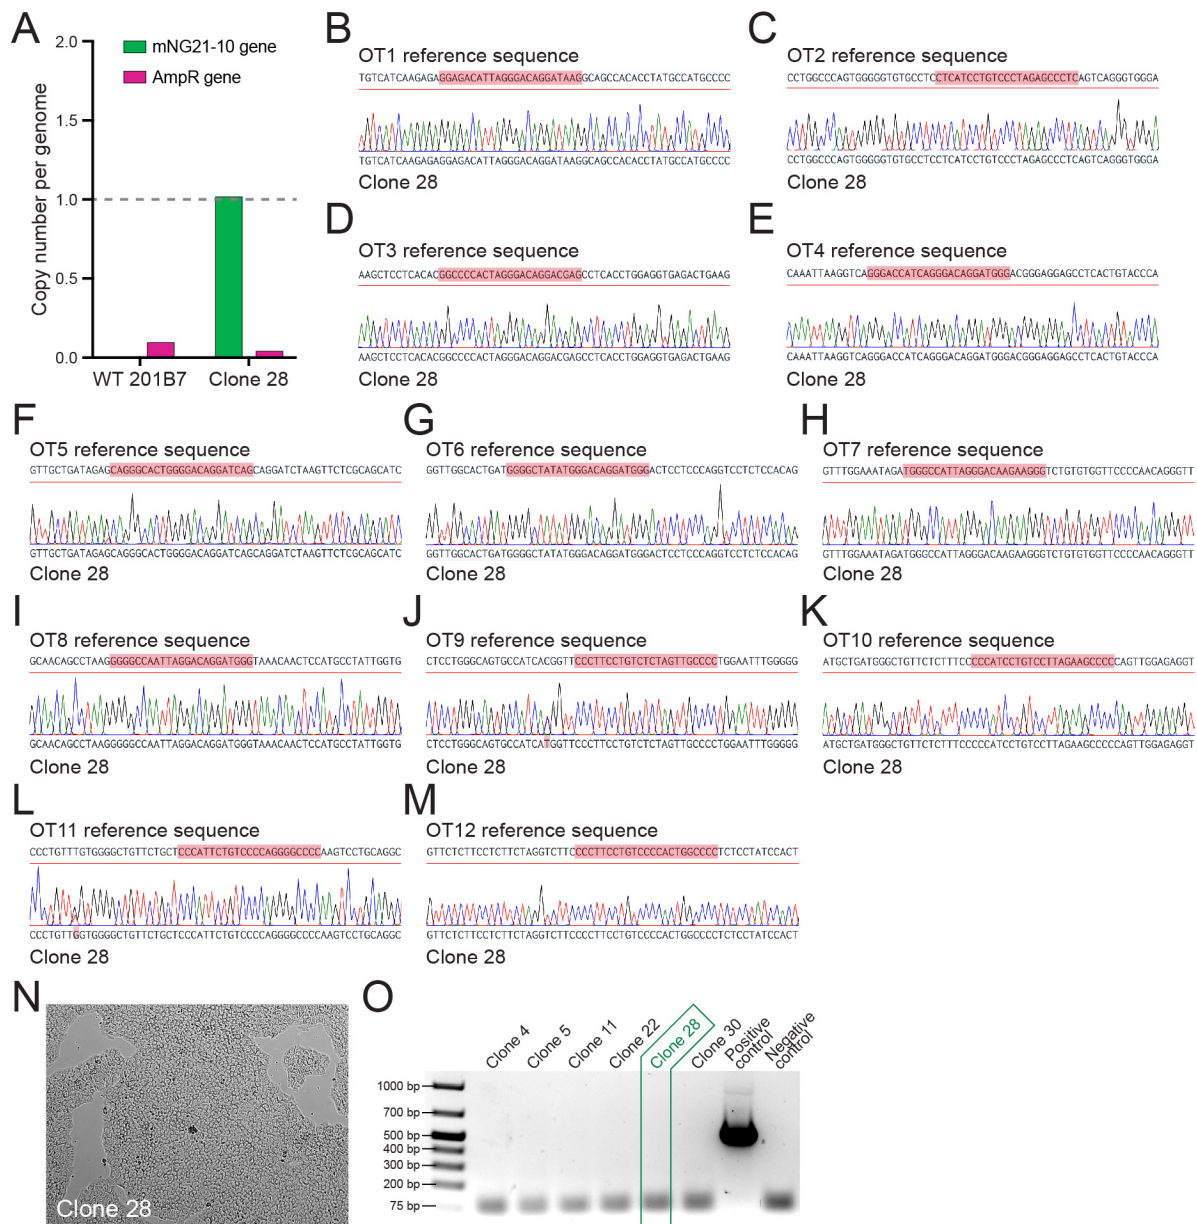 A
2.0
1.5
1.0
0.5
0.0
Copy number per genome
mNG21-10 gene
AmpR gene
WT 201B7
Clone 28
B
OT1 reference sequence
TGTCATCAAGAGAGGAGACATTAGGGACAGGATAAGGCAGCCACACCTATGCCATGCCCC
TGTCATCAAGAGAGGAGACATTAGGGACAGGATAAGGCAGCCACACCTATGCCATGCCCC
Clone 28
C
OT2 reference sequence
CCTGGCCCAGTGGGGGTGTGCCTCCTCATCCTGTCCCTAGAGCCCTCAGTCAGGGTGGGA
CCTGGCCCAGTGGGGGTGTGCCTCCTCATCCTGTCCCTAGAGCCCTCAGTCAGGGTGGGA
Clone 28
D
OT3 reference sequence
AAGCTCCTCACACGGCCCCACTAGGGACAGGACGAGCCTCACCTGGAGGTGAGACTGAAG
AAGCTCCTCACACGGCCCCACTAGGGACAGGACGAGCCTCACCTGGAGGTGAGACTGAAG
Clone 28
E
OT4 reference sequence
CAAATTAAGGTCAGGGACCATCAGGGACAGGATGGGACGGGAGGAGCCTCACTGTACCCA
CAAATTAAGGTCAGGGACCATCAGGGACAGGATGGGACGGGAGGAGCCTCACTGTACCCA
Clone 28
F
OT5 reference sequence
GTTGCTGATAGAGCAGGGCACTGGGGACAGGATCAGCAGGATCTAAGTTCTCGCAGCATC
GTTGCTGATAGAGCAGGGCACTGGGGACAGGATCAGCAGGATCTAAGTTCTCGCAGCATC
Clone 28
G
OT6 reference sequence
GGTTGGCACTGATGGGGCTATATGGGACAGGATGGGACTCCTCCCAGGTCCTCTCCACAG
GGTTGGCACTGATGGGGCTATATGGGACAGGATGGGACTCCTCCCAGGTCCTCTCCACAG
Clone 28
H
OT7 reference sequence
GTTTGGAAATAGATGGGCCATTAGGGACAAGAAGGGTCTGTGTGGTTCCCCAACAGGGTT
GTTTGGAAATAGATGGGCCATTAGGGACAAGAAGGGTCTGTGTGGTTCCCCAACAGGGTT
Clone 28
I
OT8 reference sequence
GCAACAGCCTAAGGGGGCCAATTAGGACAGGATGGGTAAACAACTCCATGCCTATTGGTG
GCAACAGCCTAAGGGGGCCAATTAGGACAGGATGGGTAAACAACTCCATGCCTATTGGTG
Clone 28
J
OT9 reference sequence
CTCCTGGGCAGTGCCATCACGGTTCCCTTCCTGTCTCTAGTTGCCCCTGGAATTTGGGGG
CTCCTGGGCAGTGCCATCATGGTTCCCTTCCTGTCTCTAGTTGCCCCTGGAATTTGGGGG
Clone 28
K
OT10 reference sequence
ATGCTGATGGGCTGTTCTCTTTCCCCCATCCTGTCCTTAGAAGCCCCCAGTTGGAGAGGT
ATGCTGATGGGCTGTTCTCTTTCCCCCATCCTGTCCTTAGAAGCCCCCAGTTGGAGAGGT
Clone 28
L
OT11 reference sequence
CCCTGTTTGTGGGGCTGTTCTGCTCCCATTCTGTCCCCAGGGGCCCCAAGTCCTGCAGGC
CCCTGTTGGTGGGGCTGTTCTGCTCCCATTCTGTCCCCAGGGGCCCCAAGTCCTGCAGGC
Clone 28
M
OT12 reference sequence
GTTCTCTTCCTCTTCTAGGTCTTCCCCTTCCTGTCCCCACTGGCCCCTCTCCTATCCACT
GTTCTCTTCCTCTTCTAGGTCTTCCCCTTCCTGTCCCCACTGGCCCCTCTCCTATCCACT
Clone 28
N
Clone 28
O
Clone 4
Clone 5
Clone 11
Clone 22
Clone 28
Clone 30
Positive
control
Negative
control
1000 bp
700 bp
500 bp
400 bp
300 bp
200 bp
75 bp